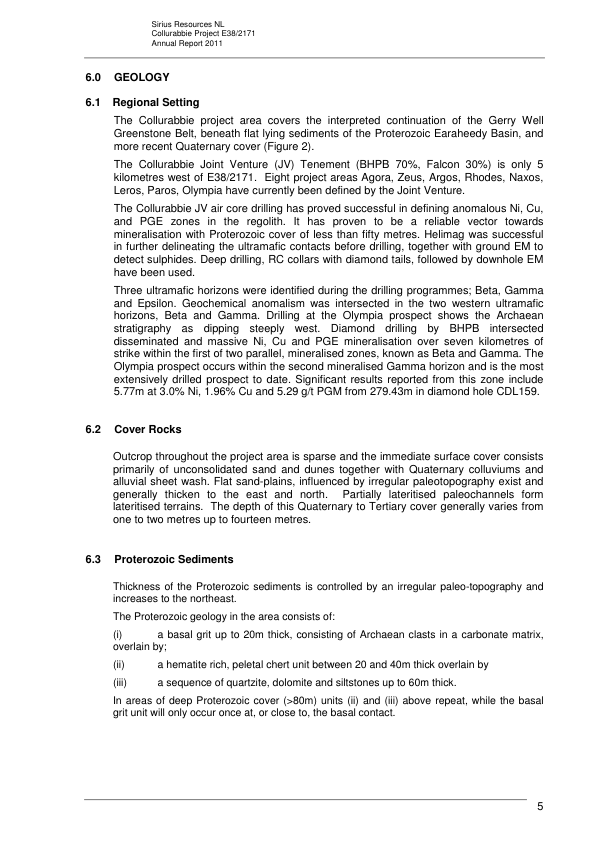 Sirius Resources NL
Collurabbie Project E38/2171
Annual Report 2011
6.0 GEOLOGY
6.1 Regional Setting
The Collurabbie project area covers the interpreted continuation of the Gerry Well
Greenstone Belt, beneath flat lying sediments of the Proterozoic Earaheedy Basin, and
more recent Quaternary cover (Figure 2).
The Collurabbie Joint Venture (JV) Tenement (BHPB 70%, Falcon 30%) is only 5
kilometres west of E38/2171. Eight project areas Agora, Zeus, Argos, Rhodes, Naxos,
Leros, Paros, Olympia have currently been defined by the Joint Venture.
The Collurabbie JV air core drilling has proved successful in defining anomalous Ni, Cu,
and PGE zones in the regolith. It has proven to be a reliable vector towards
mineralisation with Proterozoic cover of less than fifty metres. Helimag was successful
in further delineating the ultramafic contacts before drilling, together with ground EM to
detect sulphides. Deep drilling, RC collars with diamond tails, followed by downhole EM
have been used.
Three ultramafic horizons were identified during the drilling programmes; Beta, Gamma
and Epsilon. Geochemical anomalism was intersected in the two western ultramafic
horizons, Beta and Gamma. Drilling at the Olympia prospect shows the Archaean
stratigraphy as dipping steeply west. Diamond drilling by BHPB intersected
disseminated and massive Ni, Cu and PGE mineralisation over seven kilometres of
strike within the first of two parallel, mineralised zones, known as Beta and Gamma. The
Olympia prospect occurs within the second mineralised Gamma horizon and is the most
extensively drilled prospect to date. Significant results reported from this zone include
5.77m at 3.0% Ni, 1.96% Cu and 5.29 g/t PGM from 279.43m in diamond hole CDL159.
6.2 Cover Rocks
Outcrop throughout the project area is sparse and the immediate surface cover consists
primarily of unconsolidated sand and dunes together with Quaternary colluviums and
alluvial sheet wash. Flat sand-plains, influenced by irregular paleotopography exist and
generally thicken to the east and north. Partially lateritised paleochannels form
lateritised terrains. The depth of this Quaternary to Tertiary cover generally varies from
one to two metres up to fourteen metres.
6.3 Proterozoic Sediments
Thickness of the Proterozoic sediments is controlled by an irregular paleo-topography and
increases to the northeast.
The Proterozoic geology in the area consists of:
(i) a basal grit up to 20m thick, consisting of Archaean clasts in a carbonate matrix,
overlain by;
(ii) a hematite rich, peletal chert unit between 20 and 40m thick overlain by
(iii) a sequence of quartzite, dolomite and siltstones up to 60m thick.
In areas of deep Proterozoic cover (>80m) units (ii) and (iii) above repeat, while the basal
grit unit will only occur once at, or close to, the basal contact.
5